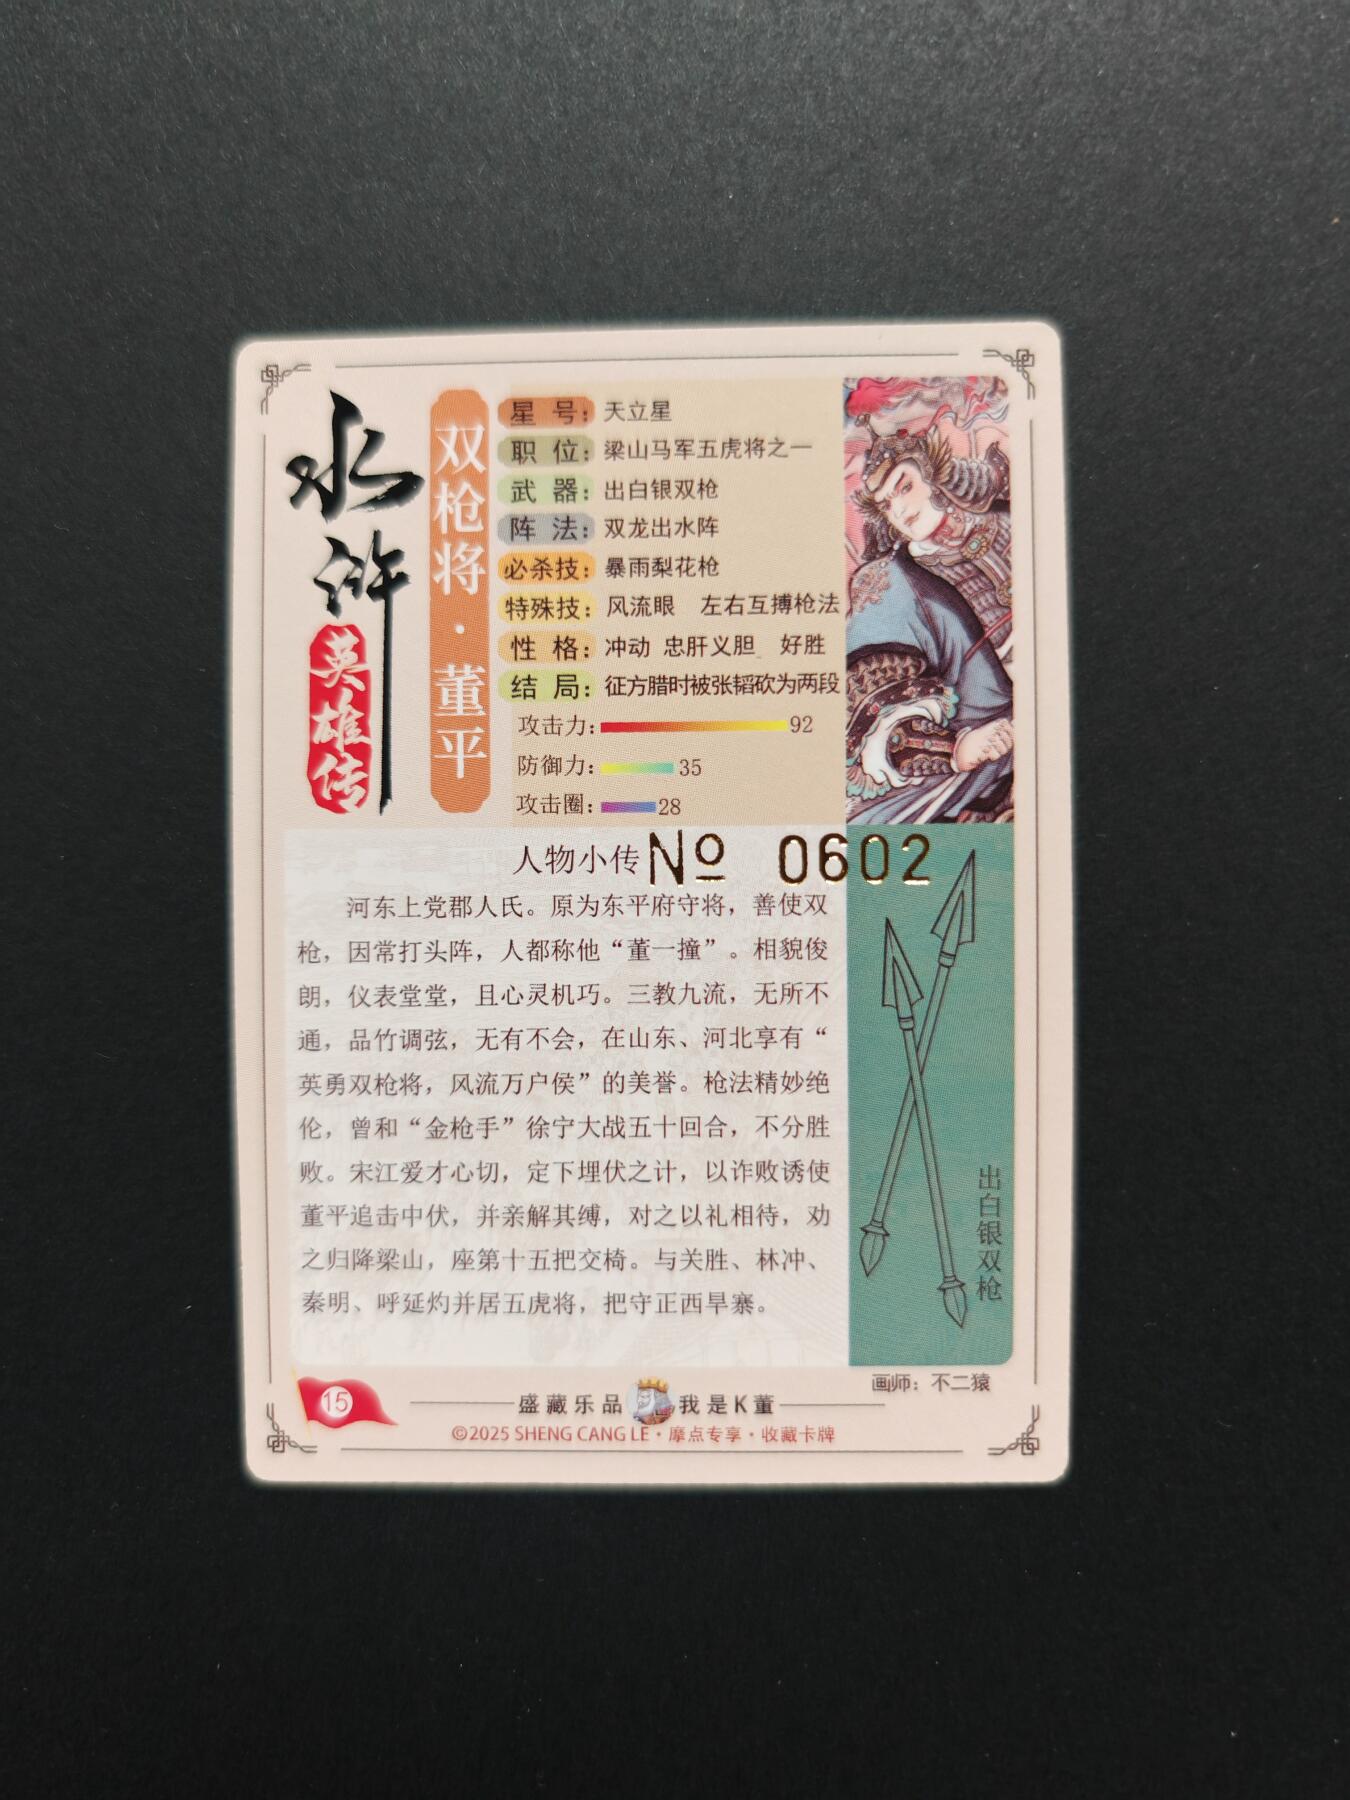 水浒
英雄传
双枪将·董平
星号：天立星
职位：梁山马军五虎将之一
武器：出白银双枪
阵法：双龙出水阵
必杀技：暴雨梨花枪
特殊技：风流眼 左右互搏枪法
性格：冲动 忠肝义胆 好胜
结局：征方腊时被张韬砍为两段
攻击力：92
防御力：35
攻击圈：28
人物小传
№ 0602
河东上党郡人氏。原为东平府守将，善使双
枪，因常打头阵，人都称他“董一撞”。相貌俊
朗，仪表堂堂，且心灵机巧。三教九流，无所不
通，品竹调弦，无有不会，在山东、河北享有“
英勇双枪将，风流万户侯”的美誉。枪法精妙绝
伦，曾和“金枪手”徐宁大战五十回合，不分胜
败。宋江爱才心切，定下埋伏之计，以诈败诱使
董平追击中伏，并亲解其缚，对之以礼相待，劝
之归降梁山，座第十五把交椅。与关胜、林冲、
秦明、呼延灼并居五虎将，把守正西旱寨。
出白银双枪
画师：不二猿
15
盛藏乐品 我是K董
©2025 SHENG CANG LE·摩点专享·收藏卡牌